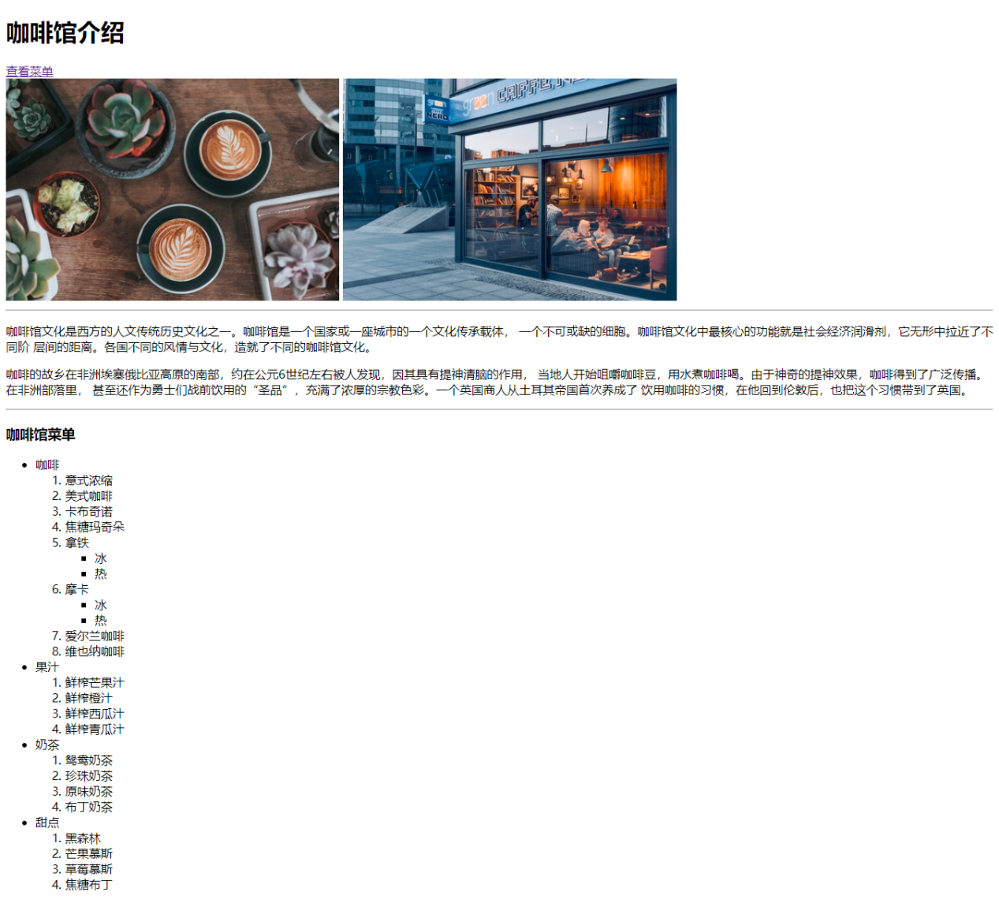 咖啡馆介绍
查看菜单
green CAFFE NERO
green
NERO
咖啡馆文化是西方的人文传统历史文化之一。咖啡馆是一个国家或一座城市的一个文化传承载体， 一个不可或缺的细胞。咖啡馆文化中最核心的功能就是社会经济润滑剂，它无形中拉近了不
同阶 层间的距离。各国不同的风情与文化，造就了不同的咖啡馆文化。
咖啡的故乡在非洲埃塞俄比亚高原的南部，约在公元6世纪左右被人发现，因其具有提神清脑的作用， 当地人开始咀嚼咖啡豆，用水煮咖啡喝。由于神奇的提神效果，咖啡得到了广泛传播。
在非洲部落里， 甚至还作为勇士们战前饮用的“圣品”，充满了浓厚的宗教色彩。一个英国商人从土耳其帝国首次养成了 饮用咖啡的习惯，在他回到伦敦后，也把这个习惯带到了英国。
咖啡馆菜单
• 咖啡
1. 意式浓缩
2. 美式咖啡
3. 卡布奇诺
4. 焦糖玛奇朵
5. 拿铁
▪ 冰
▪ 热
6. 摩卡
▪ 冰
▪ 热
7. 爱尔兰咖啡
8. 维也纳咖啡
• 果汁
1. 鲜榨芒果汁
2. 鲜榨橙汁
3. 鲜榨西瓜汁
4. 鲜榨青瓜汁
• 奶茶
1. 鸳鸯奶茶
2. 珍珠奶茶
3. 原味奶茶
4. 布丁奶茶
• 甜点
1. 黑森林
2. 芒果慕斯
3. 草莓慕斯
4. 焦糖布丁